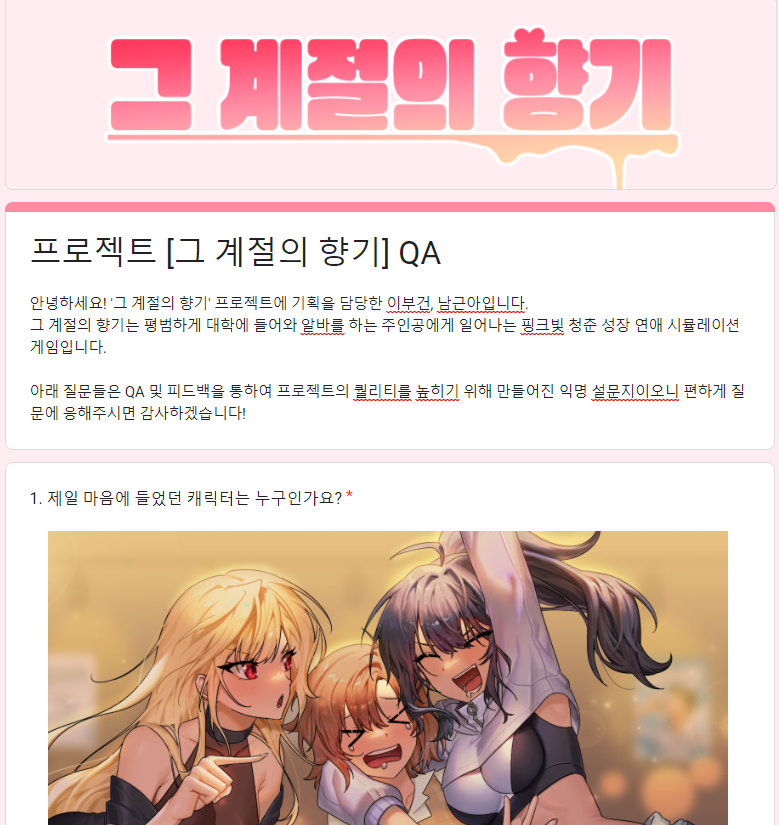 그 계절의 향기
프로젝트 [그 계절의 향기] QA
안녕하세요! '그 계절의 향기' 프로젝트에 기획을 담당한 이부건, 남근아입니다.
그 계절의 향기는 평범하게 대학에 들어와 알바를 하는 주인공에게 일어나는 핑크빛 청춘 성장 연애 시뮬레이션
게임입니다.
아래 질문들은 QA 및 피드백을 통하여 프로젝트의 퀄리티를 높히기 위해 만들어진 익명 설문지이오니 편하게 질
문에 응해주시면 감사하겠습니다!
1. 제일 마음에 들었던 캐릭터는 누구인가요? *